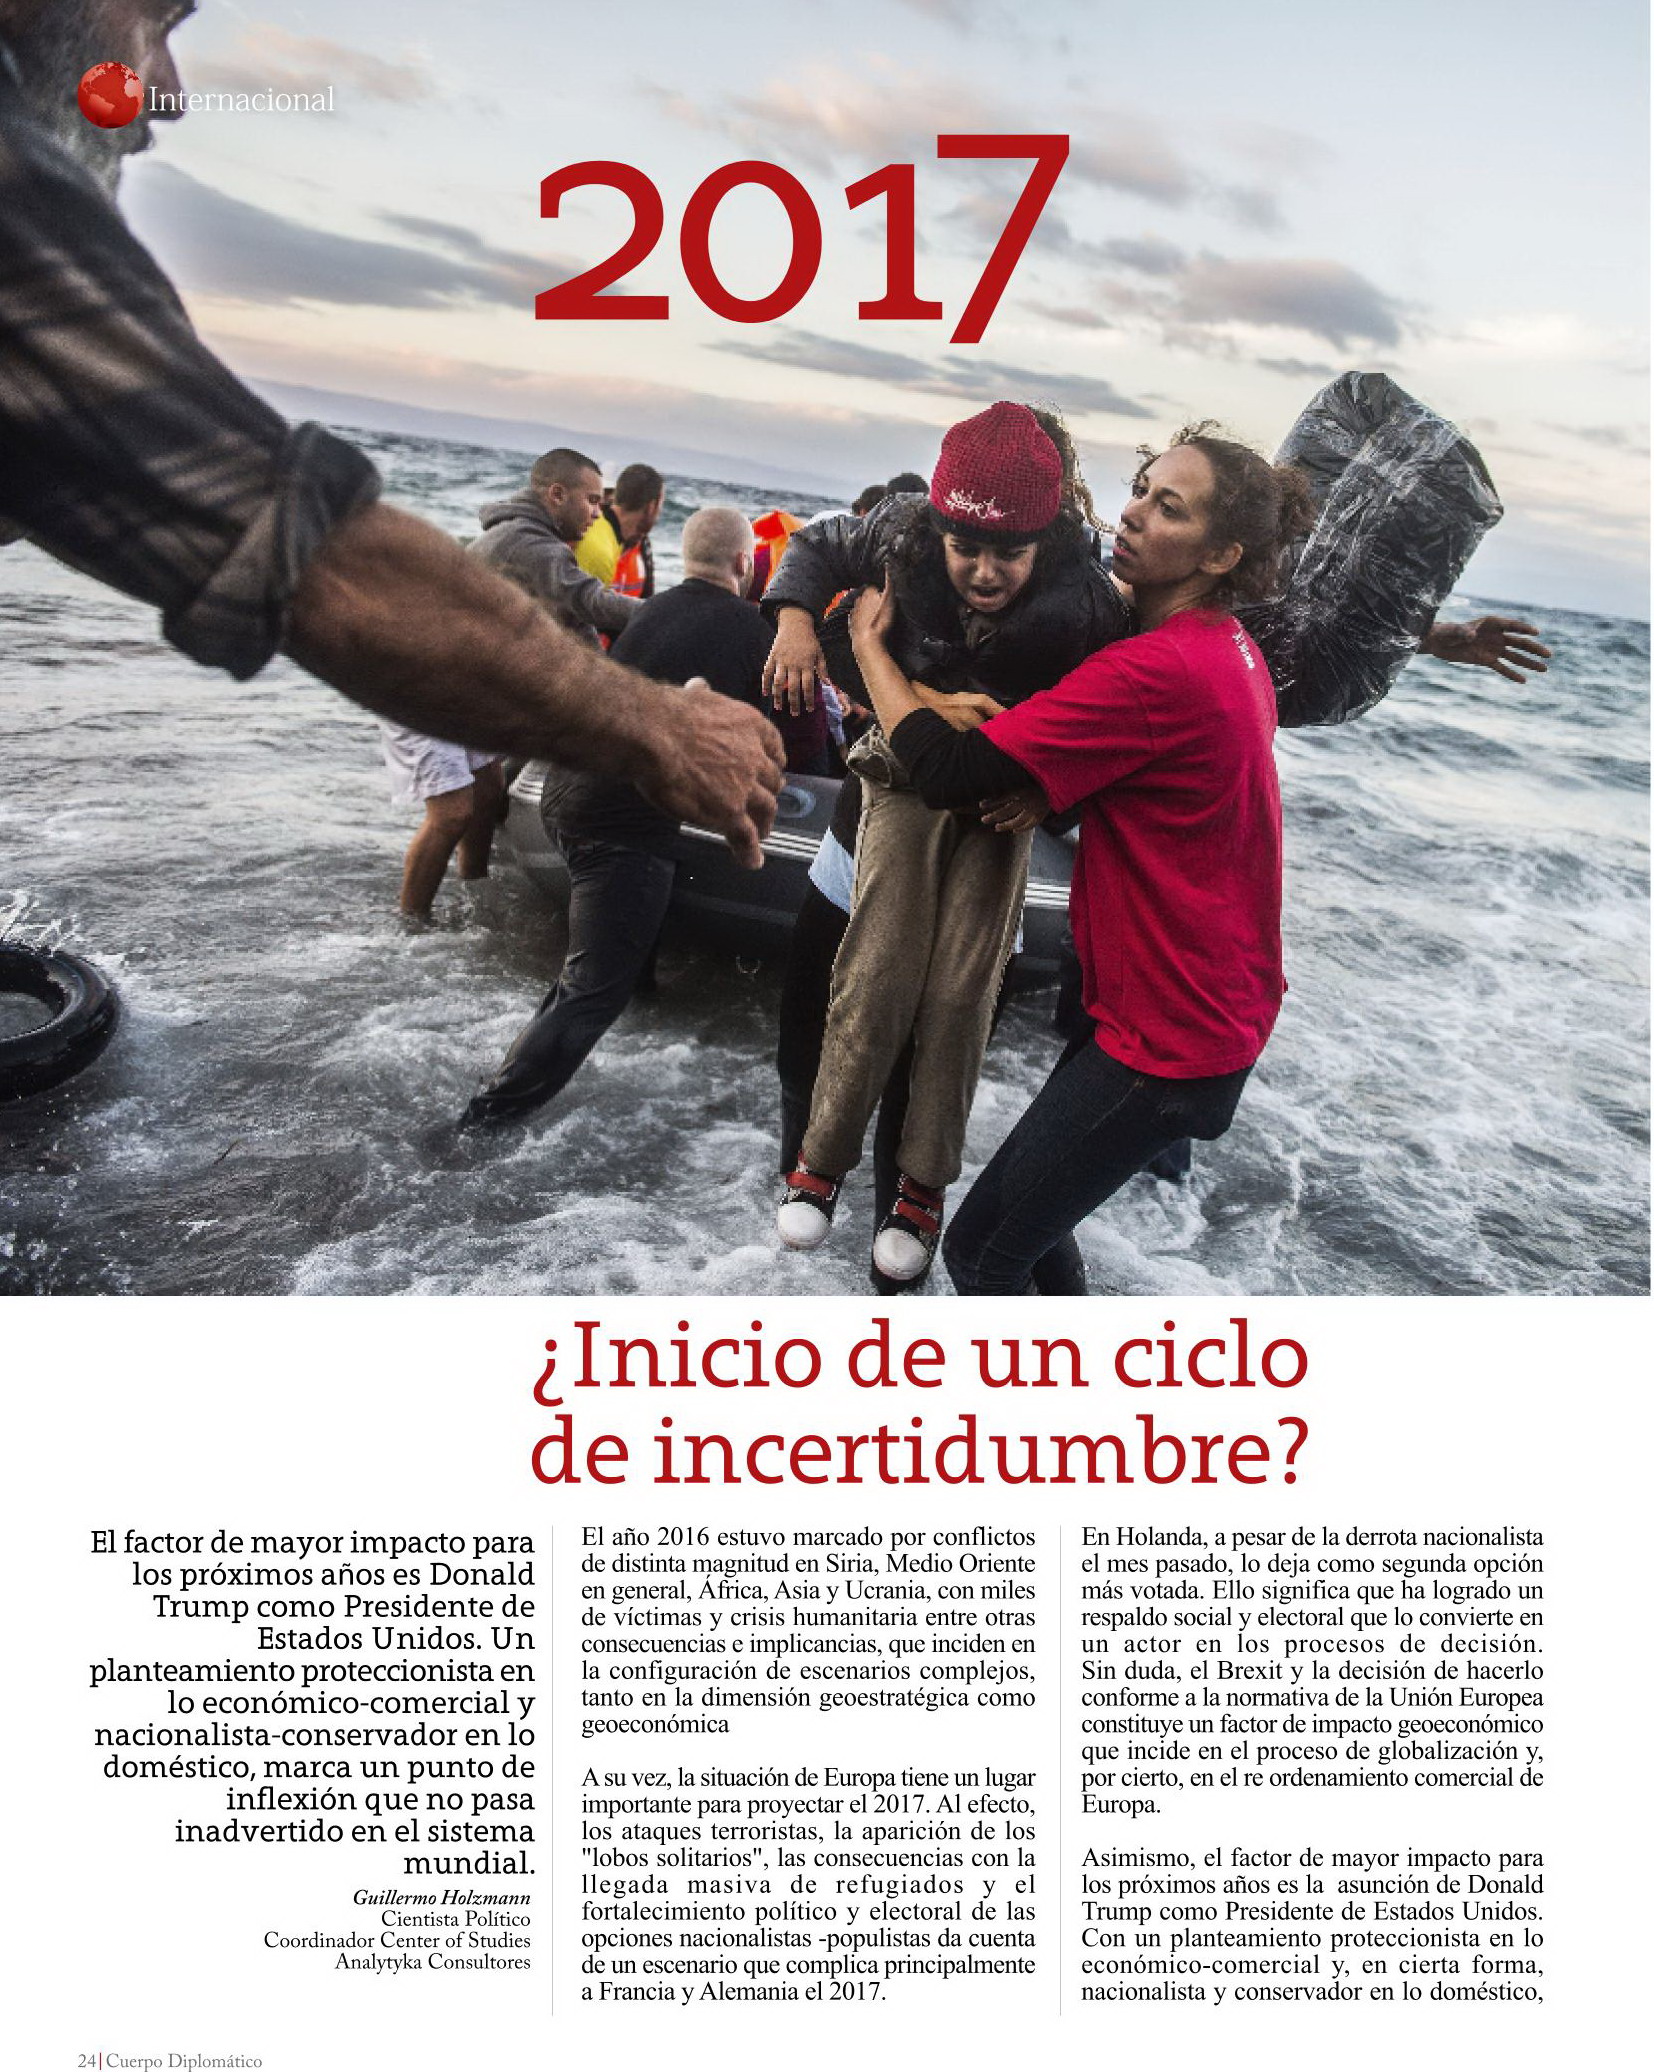 Internacional
2017
¿Inicio de un ciclo
de incertidumbre?
El factor de mayor impacto para
los próximos años es Donald
Trump como Presidente de
Estados Unidos. Un
planteamiento proteccionista en
lo económico-comercial y
nacionalista-conservador en lo
doméstico, marca un punto de
inflexión que no pasa
inadvertido en el sistema
mundial.
Guillermo Holzmann
Cientista Político
Coordinador Center of Studies
Analytyka Consultores
El año 2016 estuvo marcado por conflictos
de distinta magnitud en Siria, Medio Oriente
en general, África, Asia y Ucrania, con miles
de víctimas y crisis humanitaria entre otras
consecuencias e implicancias, que inciden en
la configuración de escenarios complejos,
tanto en la dimensión geoestratégica como
geoeconómica
A su vez, la situación de Europa tiene un lugar
importante para proyectar el 2017. Al efecto,
los ataques terroristas, la aparición de los
"lobos solitarios", las consecuencias con la
llegada masiva de refugiados y el
fortalecimiento político y electoral de las
opciones nacionalistas -populistas da cuenta
de un escenario que complica principalmente
a Francia y Alemania el 2017.
En Holanda, a pesar de la derrota nacionalista
el mes pasado, lo deja como segunda opción
más votada. Ello significa que ha logrado un
respaldo social y electoral que lo convierte en
un actor en los procesos de decisión.
Sin duda, el Brexit y la decisión de hacerlo
conforme a la normativa de la Unión Europea
constituye un factor de impacto geoeconómico
que incide en el proceso de globalización y,
por cierto, en el re ordenamiento comercial de
Europa.
Asimismo, el factor de mayor impacto para
los próximos años es la asunción de Donald
Trump como Presidente de Estados Unidos.
Con un planteamiento proteccionista en lo
económico-comercial y, en cierta forma,
nacionalista y conservador en lo doméstico,
24| Cuerpo Diplomático